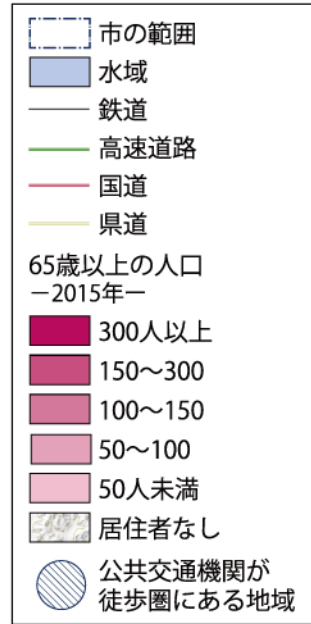 市の範囲
水域
鉄道
高速道路
国道
県道
65歳以上の人口
−2015年−
300人以上
150〜300
100〜150
50〜100
50人未満
居住者なし
公共交通機関が
徒歩圏にある地域